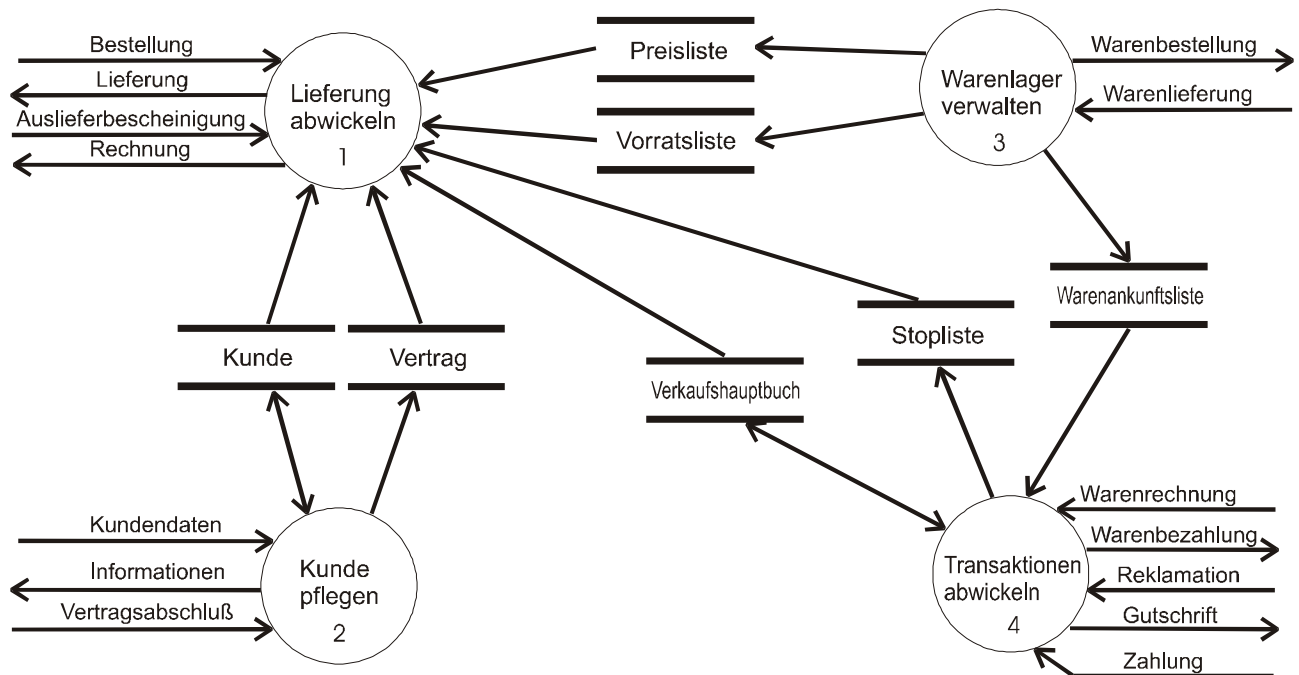 Bestellung
Lieferung
Auslieferbescheinigung
Rechnung
Lieferung
abwickeln
1
Preisliste
Vorratsliste
Warenlager
verwalten
3
Warenbestellung
Warenlieferung
Kunde
Vertrag
Verkaufshauptbuch
Stopliste
Warenankunftsliste
Kundendaten
Informationen
Vertragsabschluß
Kunde
pflegen
2
Transaktionen
abwickeln
4
Warenrechnung
Warenbezahlung
Reklamation
Gutschrift
Zahlung